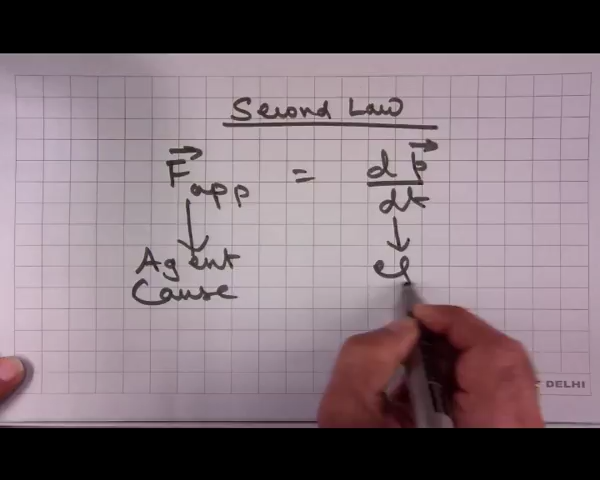 Second Law
F app = dp/dt
Agent
Cause
DELHI